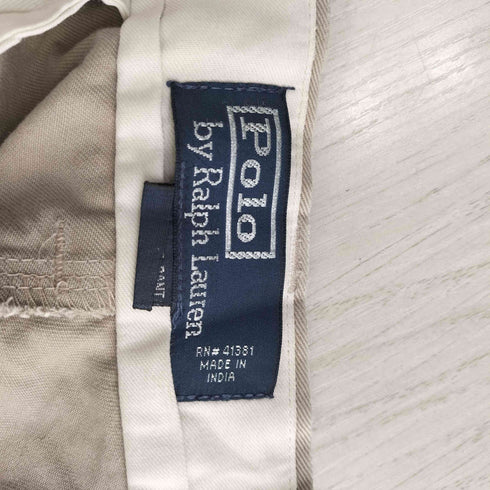 Polo
by Ralph Lauren
RN# 41381
MADE IN
INDIA